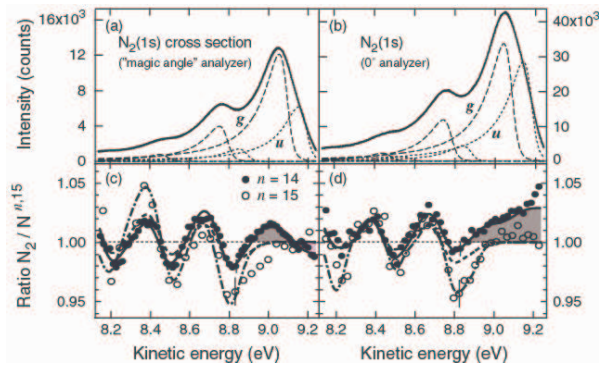 16x10³
(a)
N₂(1s) cross section
("magic angle" analyzer)
12
8
4
0
Intensity (counts)
g
u
(b)
N₂(1s)
(0° analyzer)
40x10³
30
20
10
0
g
u
1.05
1.00
0.95
Ratio N₂ / Nⁿ,¹⁵
(c)
n = 14
n = 15
(d)
1.05
1.00
0.95
8.2 8.4 8.6 8.8 9.0 9.2
8.2 8.4 8.6 8.8 9.0 9.2
Kinetic energy (eV)
Kinetic energy (eV)